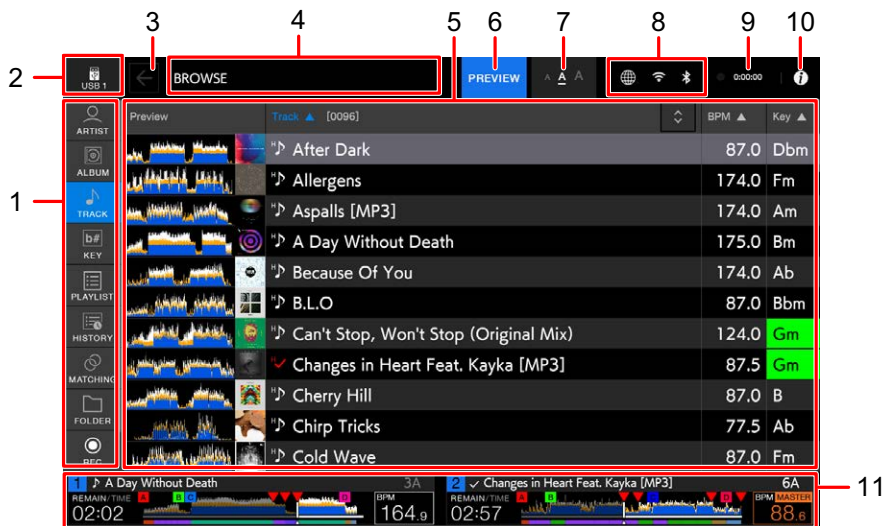 3 4 5 6 7 8 9 10
2
USB 1
BROWSE
PREVIEW
A A A
0:00:00
i
1
ARTIST
ALBUM
TRACK
b#
KEY
PLAYLIST
HISTORY
MATCHING
FOLDER
REC
Preview Track ▲ [0096] BPM ▲ Key ▲
After Dark 87.0 Dbm
Allergens 174.0 Fm
Aspalls [MP3] 174.0 Am
A Day Without Death 175.0 Bm
Because Of You 174.0 Ab
B.L.O 87.0 Bbm
Can't Stop, Won't Stop (Original Mix) 124.0 Gm
Changes in Heart Feat. Kayka [MP3] 87.5 Gm
Cherry Hill 87.0 B
Chirp Tricks 77.5 Ab
Cold Wave 87.0 Fm
11
1 A Day Without Death 3A
REMAIN/TIME A B C D BPM
02:02 164.9
2 Changes in Heart Feat. Kayka [MP3] 6A
REMAIN/TIME A B D BPM MASTER
02:57 88.6